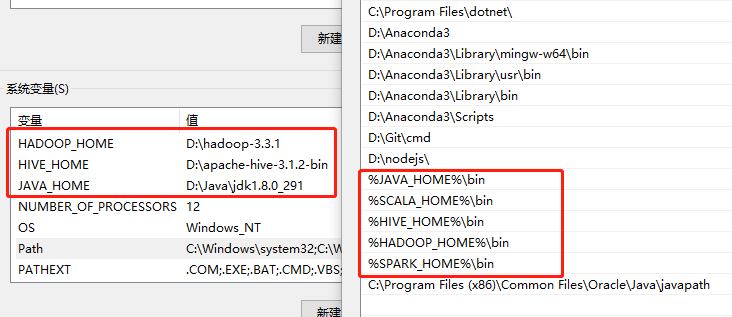 新建
系统变量(S)
变量 值
HADOOP_HOME D:\hadoop-3.3.1
HIVE_HOME D:\apache-hive-3.1.2-bin
JAVA_HOME D:\Java\jdk1.8.0_291
NUMBER_OF_PROCESSORS 12
OS Windows_NT
Path C:\Windows\system32;C:\W
PATHEXT .COM;.EXE;.BAT;.CMD;.VBS;
新建
C:\Program Files\dotnet\
D:\Anaconda3
D:\Anaconda3\Library\mingw-w64\bin
D:\Anaconda3\Library\usr\bin
D:\Anaconda3\Library\bin
D:\Anaconda3\Scripts
D:\Git\cmd
D:\nodejs\
%JAVA_HOME%\bin
%SCALA_HOME%\bin
%HIVE_HOME%\bin
%HADOOP_HOME%\bin
%SPARK_HOME%\bin
C:\Program Files (x86)\Common Files\Oracle\Java\javapath